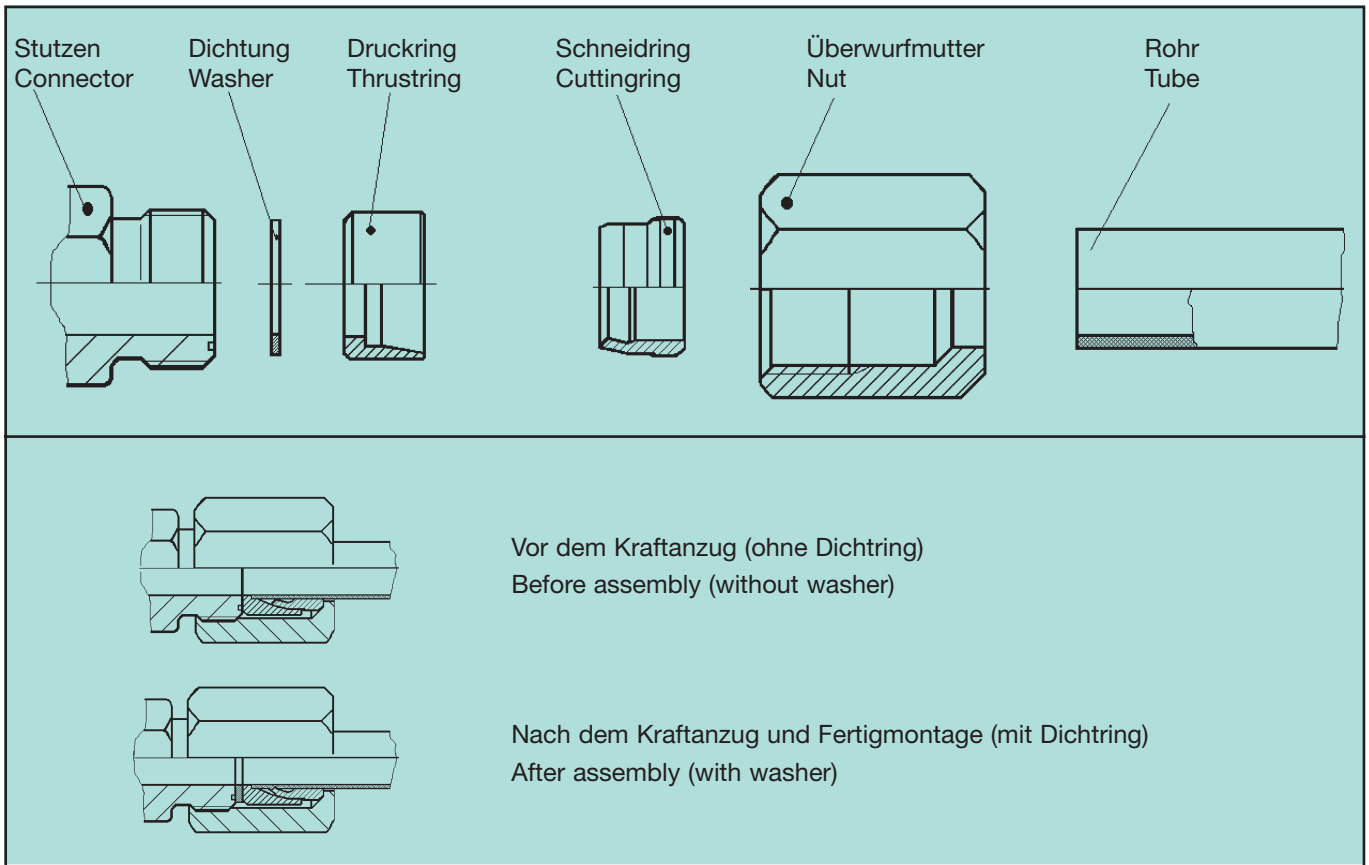 Stutzen
Connector
Dichtung
Washer
Druckring
Thrustring
Schneidring
Cuttingring
Überwurfmutter
Nut
Rohr
Tube
Vor dem Kraftanzug (ohne Dichtring)
Before assembly (without washer)
Nach dem Kraftanzug und Fertigmontage (mit Dichtring)
After assembly (with washer)